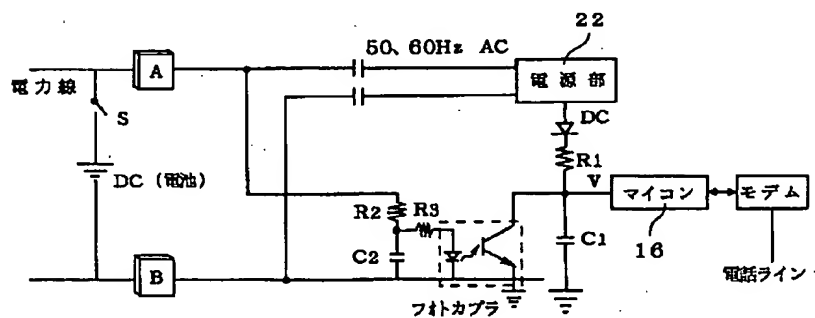 22
50、60Hz AC
A
電源部
電力線
S
DC
R1
DC (電池)
V
マイコン
モデム
R2
R3
C1
16
C2
B
電話ライン
フォトカプラ